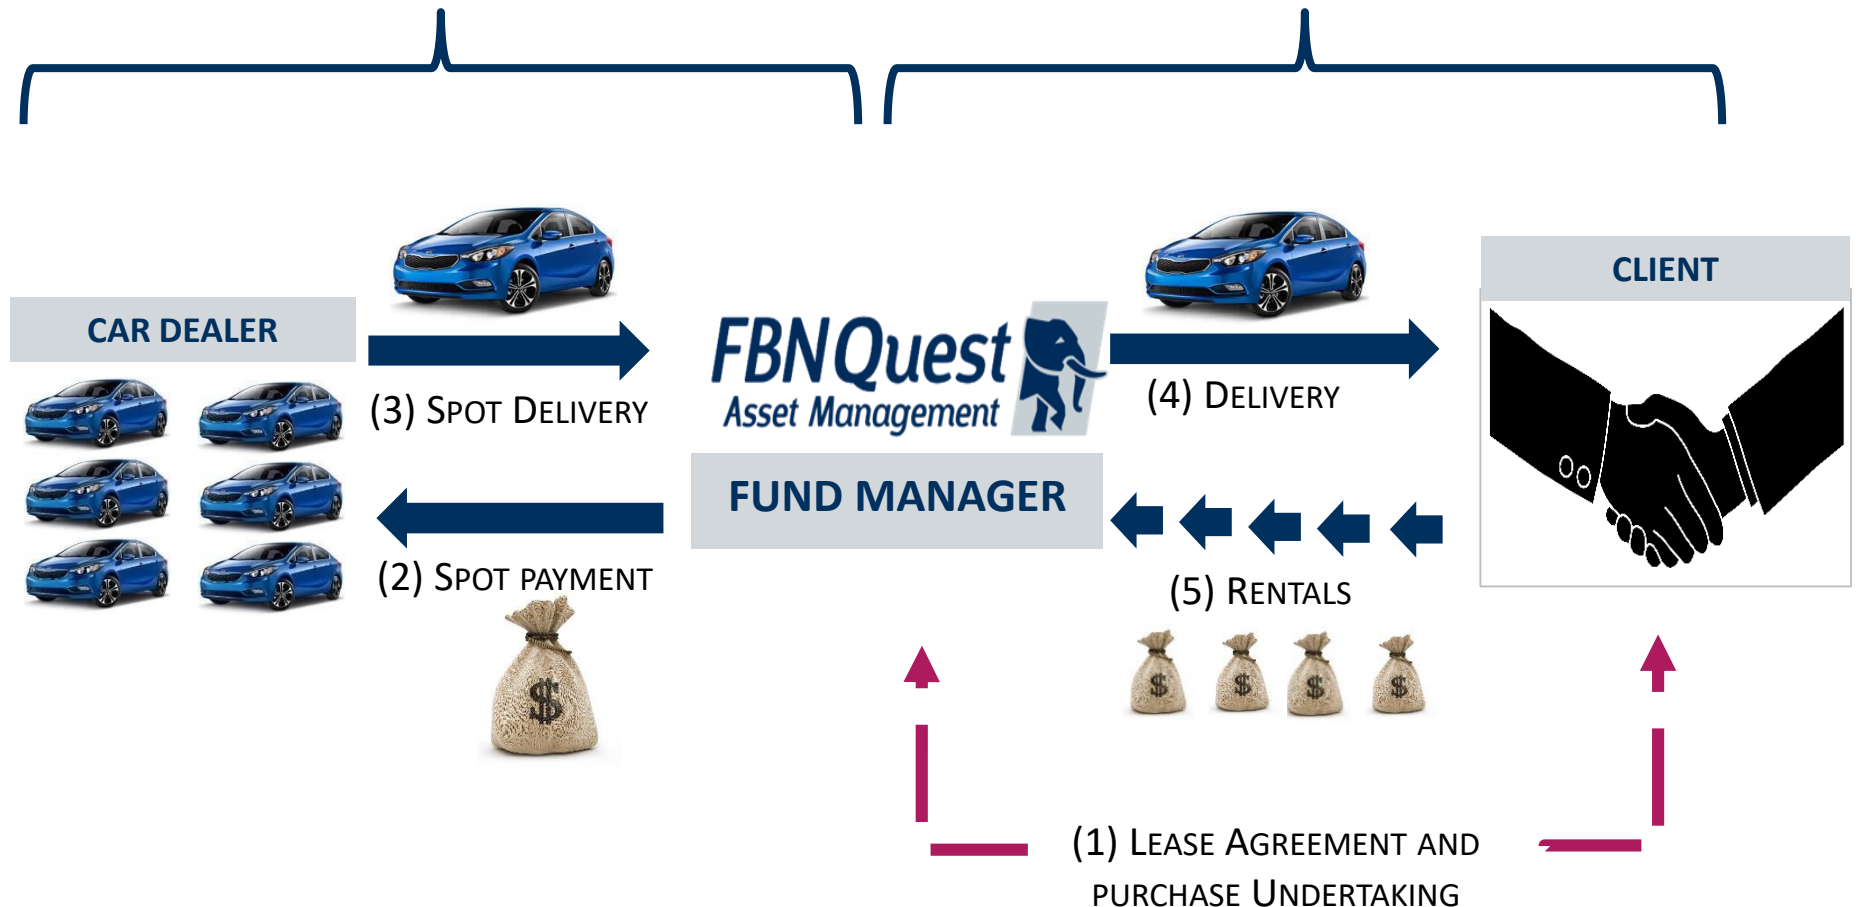 CLIENT
CAR DEALER
FBNQuest
Asset Management
(3) SPOT DELIVERY
(4) DELIVERY
FUND MANAGER
(2) SPOT PAYMENT
(5) RENTALS
$
$ $ $ $
(1) LEASE AGREEMENT AND
PURCHASE UNDERTAKING